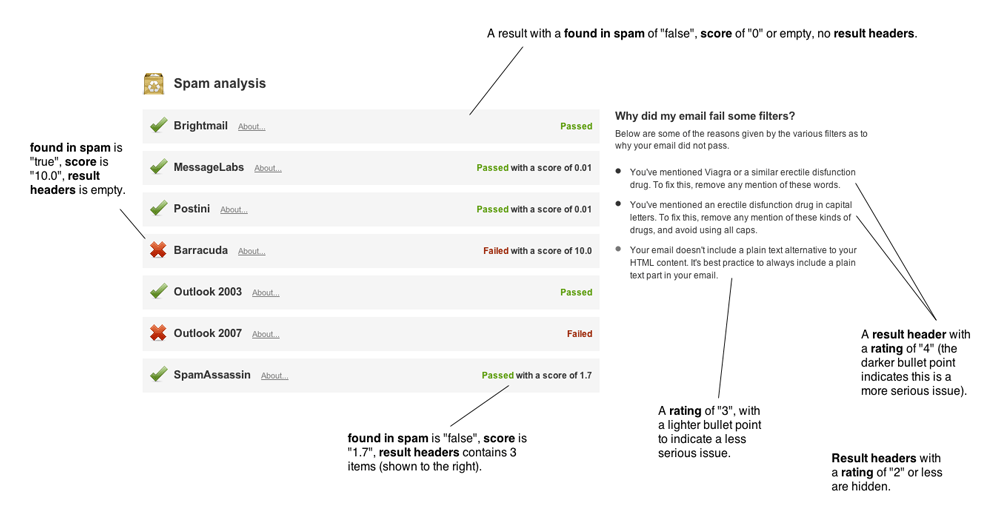 A result with a found in spam of "false", score of "0" or empty, no result headers.
Spam analysis
Brightmail About... Passed
MessageLabs About... Passed with a score of 0.01
Postini About... Passed with a score of 0.01
Barracuda About... Failed with a score of 10.0
Outlook 2003 About... Passed
Outlook 2007 About... Failed
SpamAssassin About... Passed with a score of 1.7
found in spam is
"true", score is
"10.0", result
headers is empty.
Why did my email fail some filters?
Below are some of the reasons given by the various filters as to
why your email did not pass.
You've mentioned Viagra or a similar erectile disfunction
drug. To fix this, remove any mention of these words.
You've mentioned an erectile disfunction drug in capital
letters. To fix this, remove any mention of these kinds of
drugs, and avoid using all caps.
Your email doesn't include a plain text alternative to your
HTML content. It's best practice to always include a plain
text part in your email.
A result header with
a rating of "4" (the
darker bullet point
indicates this is a
more serious issue).
A rating of "3", with
a lighter bullet point
to indicate a less
serious issue.
found in spam is "false", score is
"1.7", result headers contains 3
items (shown to the right).
Result headers with
a rating of "2" or less
are hidden.